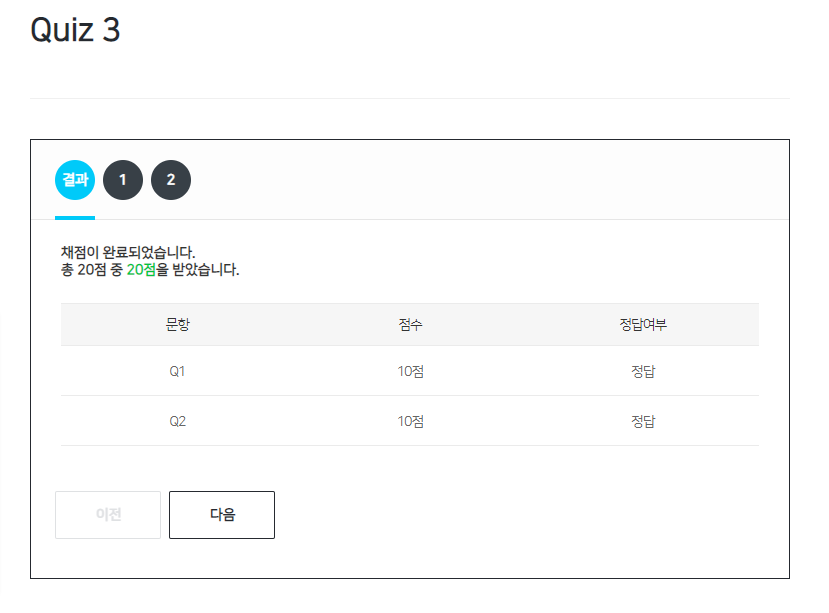 Quiz 3
결과 1 2
채점이 완료되었습니다.
총 20점 중 20점을 받았습니다.
문항 점수 정답여부
Q1 10점 정답
Q2 10점 정답
이전 다음